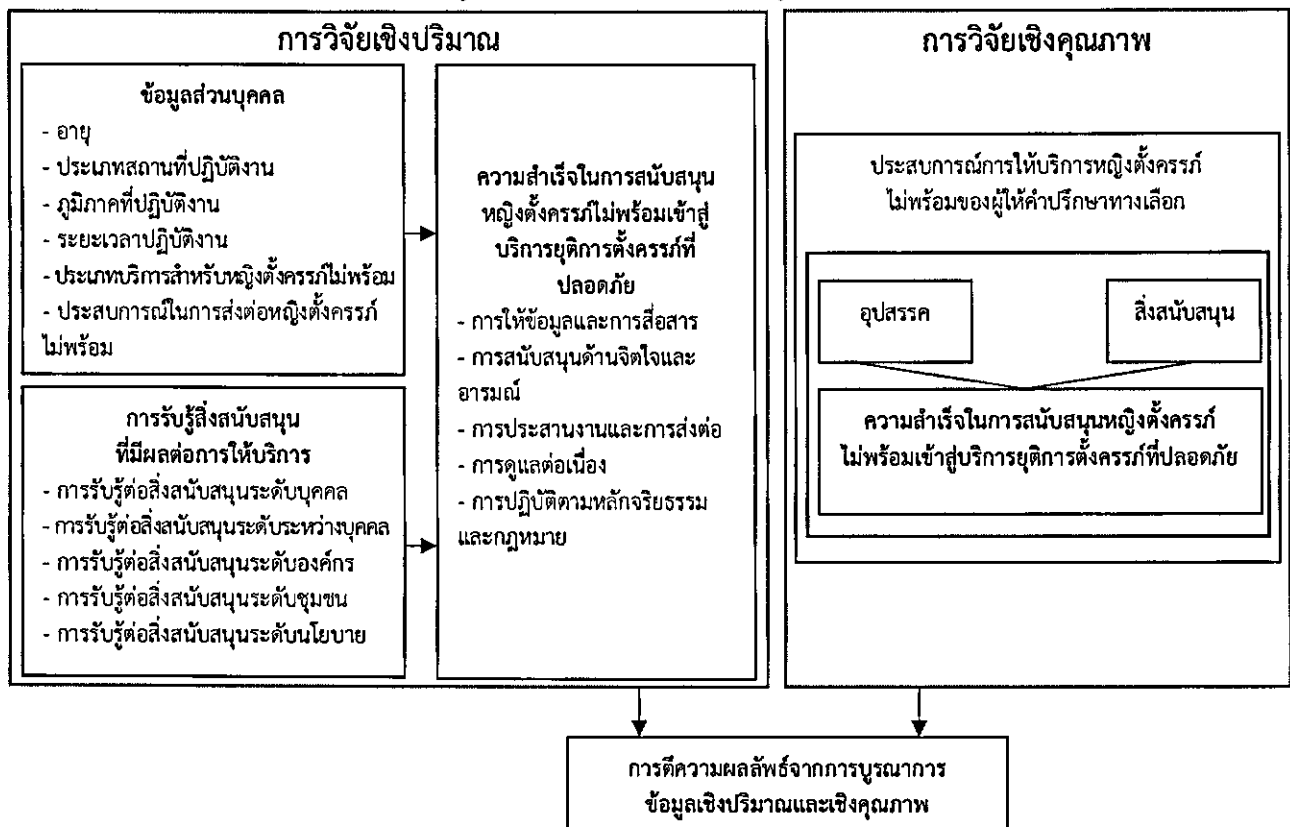 การวิจัยเชิงปริมาณ
ข้อมูลส่วนบุคคล
- อายุ
- ประเภทสถานที่ปฏิบัติงาน
- ภูมิภาคที่ปฏิบัติงาน
- ระยะเวลาปฏิบัติงาน
- ประเภทบริการสำหรับหญิงตั้งครรภ์ไม่พร้อม
- ประสบการณ์ในการส่งต่อหญิงตั้งครรภ์
ไม่พร้อม
การรับรู้สิ่งสนับสนุน
ที่มีผลต่อการให้บริการ
- การรับรู้ต่อสิ่งสนับสนุนระดับบุคคล
- การรับรู้ต่อสิ่งสนับสนุนระดับระหว่างบุคคล
- การรับรู้ต่อสิ่งสนับสนุนระดับองค์กร
- การรับรู้ต่อสิ่งสนับสนุนระดับชุมชน
- การรับรู้ต่อสิ่งสนับสนุนระดับนโยบาย
ความสำเร็จในการสนับสนุน
หญิงตั้งครรภ์ไม่พร้อมเข้าสู่
บริการยุติการตั้งครรภ์ที่
ปลอดภัย
- การให้ข้อมูลและการสื่อสาร
- การสนับสนุนด้านจิตใจและ
อารมณ์
- การประสานงานและการส่งต่อ
- การดูแลต่อเนื่อง
- การปฏิบัติตามหลักจริยธรรม
และกฎหมาย
การวิจัยเชิงคุณภาพ
ประสบการณ์การให้บริการหญิงตั้งครรภ์
ไม่พร้อมของผู้ให้คำปรึกษาทางเลือก
อุปสรรค
สิ่งสนับสนุน
ความสำเร็จในการสนับสนุนหญิงตั้งครรภ์
ไม่พร้อมเข้าสู่บริการยุติการตั้งครรภ์ที่ปลอดภัย
การตีความผลลัพธ์จากการบูรณาการ
ข้อมูลเชิงปริมาณและเชิงคุณภาพ